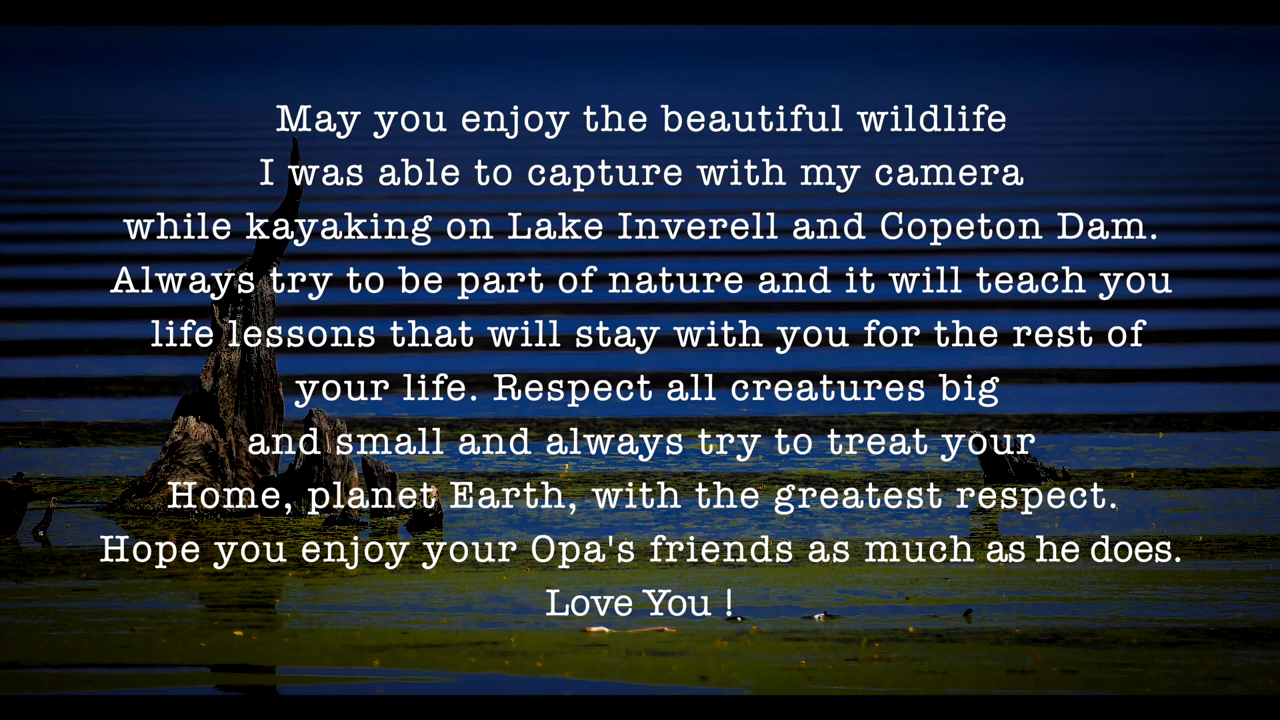 May you enjoy the beautiful wildlife
I was able to capture with my camera
while kayaking on Lake Inverell and Copeton Dam.
Always try to be part of nature and it will teach you
life lessons that will stay with you for the rest of
your life. Respect all creatures big
and small and always try to treat your
Home, planet Earth, with the greatest respect.
Hope you enjoy your Opa's friends as much as he does.
Love You !